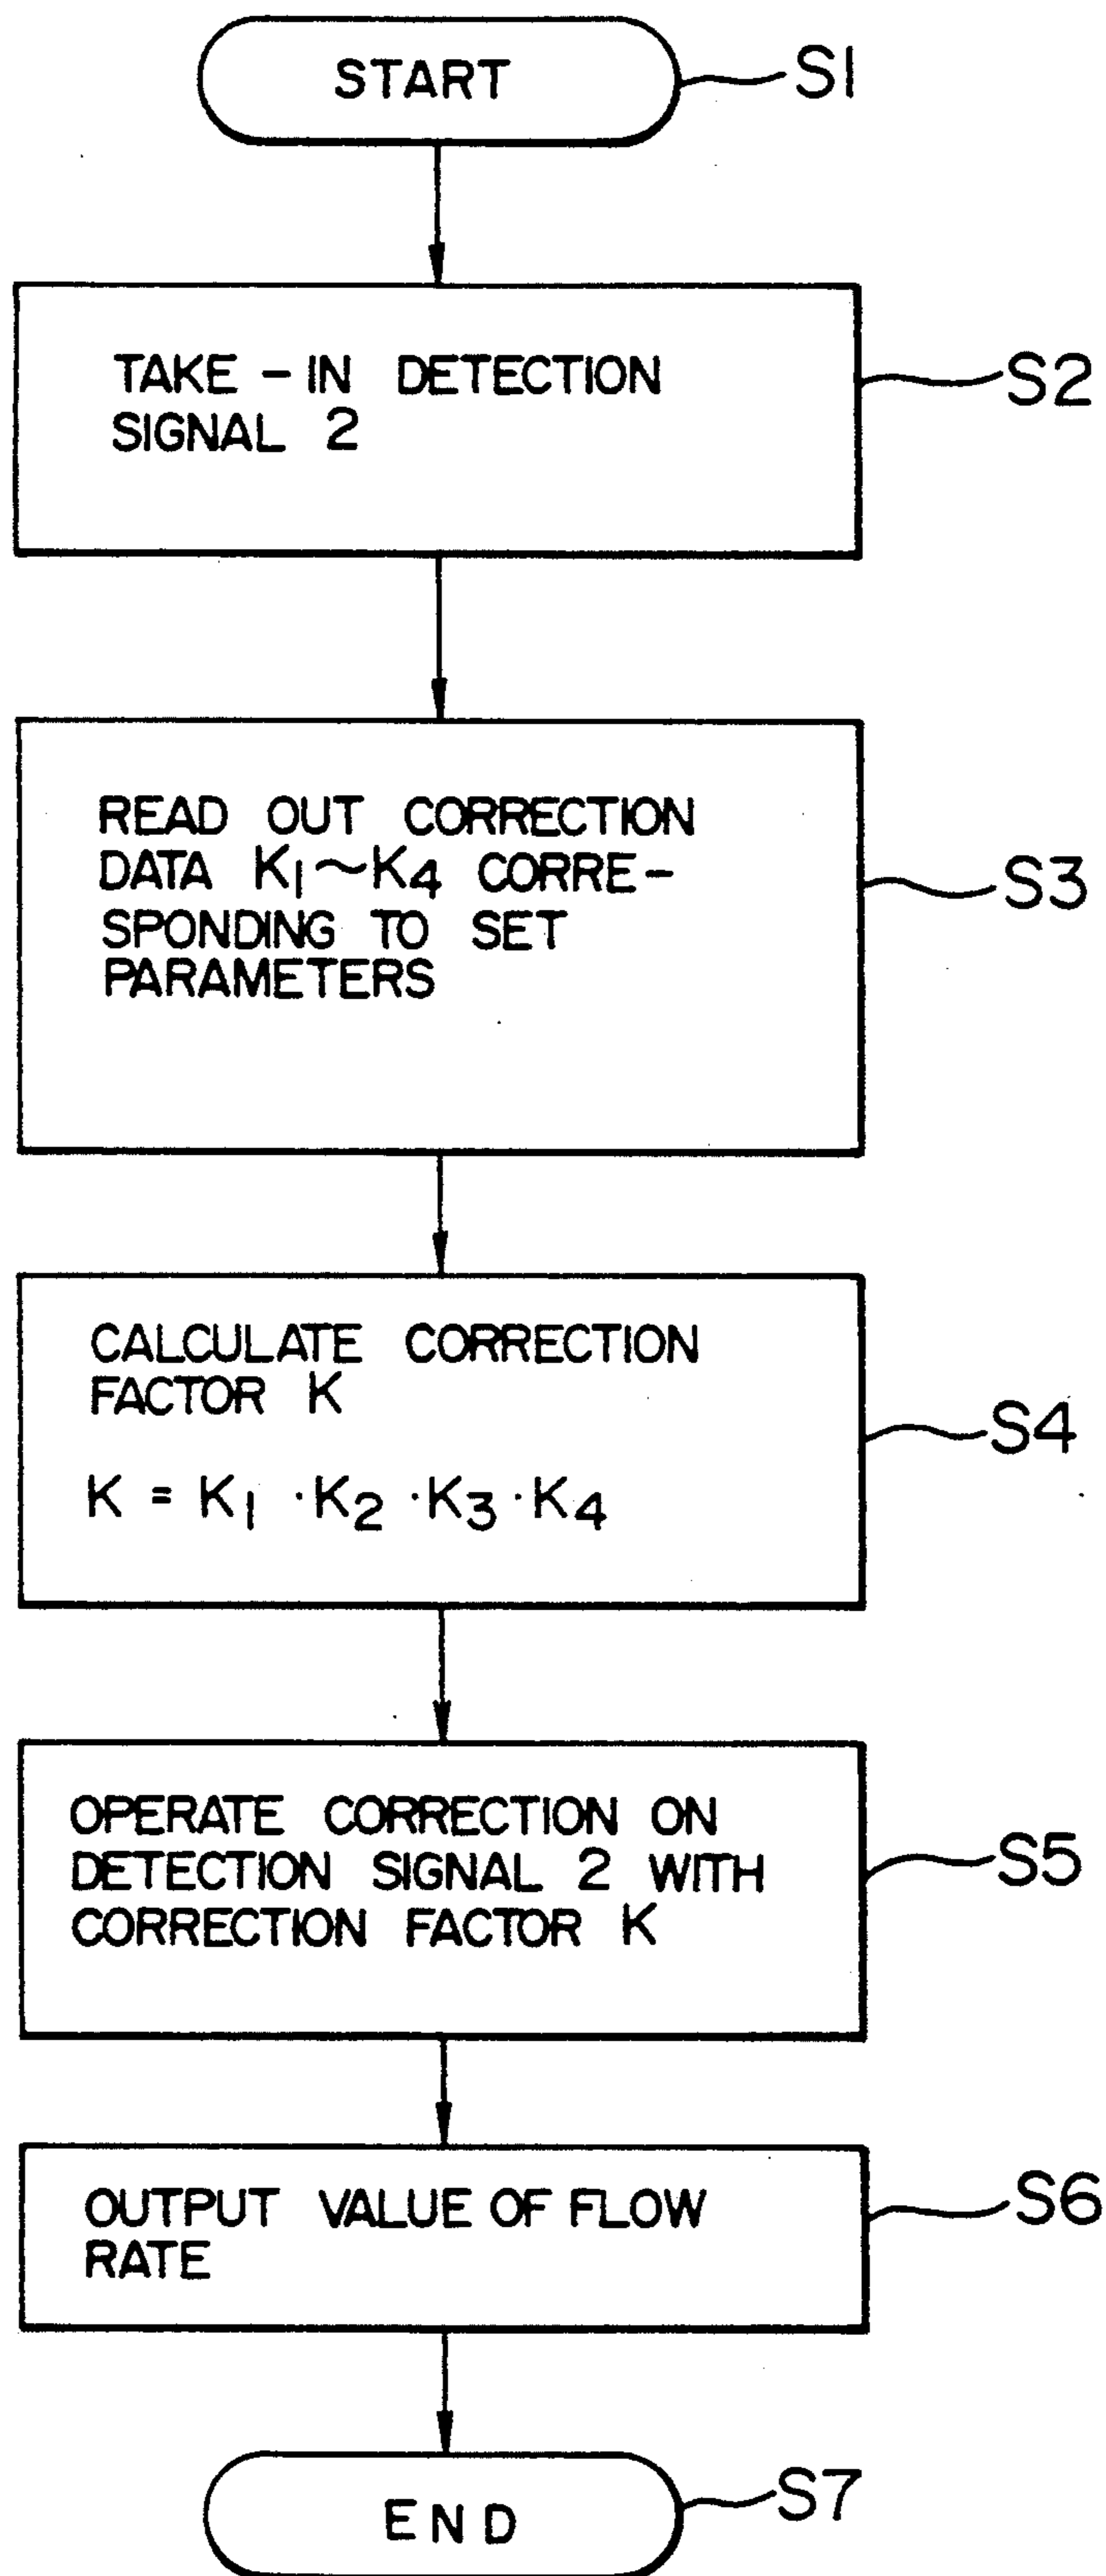 START
S1
TAKE-IN DETECTION
SIGNAL 2
S2
READ OUT CORRECTION
DATA K1~K4 CORRE-
SPONDING TO SET
PARAMETERS
S3
CALCULATE CORRECTION
FACTOR K
K = K1 · K2 · K3 · K4
S4
OPERATE CORRECTION ON
DETECTION SIGNAL 2 WITH
CORRECTION FACTOR K
S5
OUTPUT VALUE OF FLOW
RATE
S6
END
S7